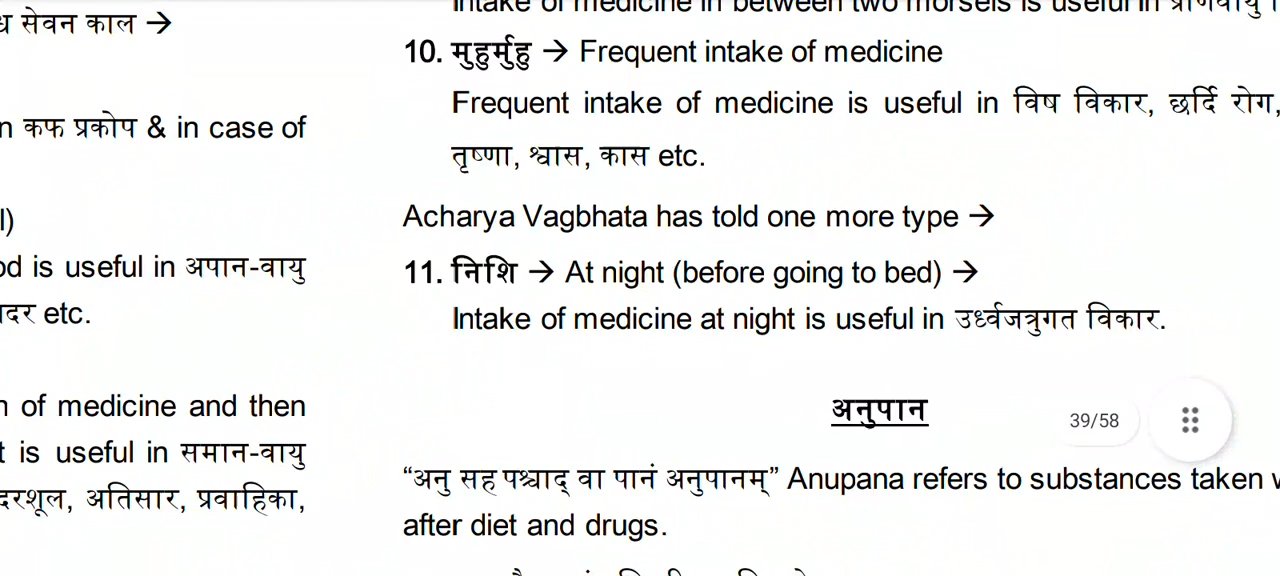 ध सेवन काल →
n कफ प्रकोप & in case of
l)
od is useful in अपान-वायु
दर etc.
n of medicine and then
t is useful in समान-वायु
दरशूल, अतिसार, प्रवाहिका,
Intake of medicine in between two morsels is useful in प्राणवायु
10. मुहुर्मुहु → Frequent intake of medicine
Frequent intake of medicine is useful in विष विकार, छर्दि रोग,
तृष्णा, श्वास, कास etc.
Acharya Vagbhata has told one more type →
11. निशि → At night (before going to bed) →
Intake of medicine at night is useful in उर्ध्वजत्रुगत विकार.
अनुपान
39/58
“अनु सह पश्चाद् वा पानं अनुपानम्” Anupana refers to substances taken
after diet and drugs.